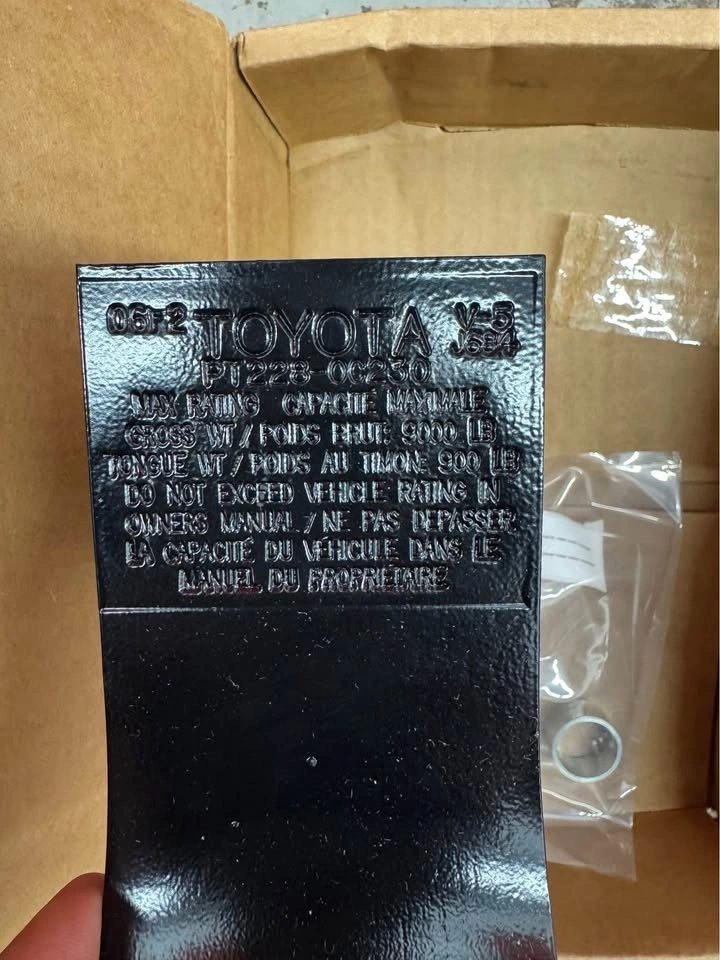 06F2 TOYOTA V-5
J684
PT228-0C250
MAX RATING CAPACITÉ MAXIMALE
GROSS WT / POIDS BRUT: 9000 LB
TONGUE WT / POIDS AU TIMON: 900 LB
DO NOT EXCEED VEHICLE RATING IN
OWNERS MANUAL / NE PAS DEPASSER
LA CAPACITÉ DU VÉHICULE DANS LE
MANUEL DU PROPRIÉTAIRE